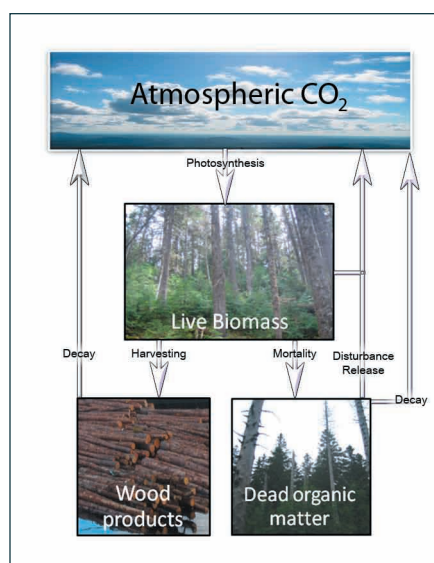 Atmospheric CO₂
Photosynthesis
Live Biomass
Decay
Harvesting
Mortality
Disturbance
Release
Decay
Wood
products
Dead organic
matter